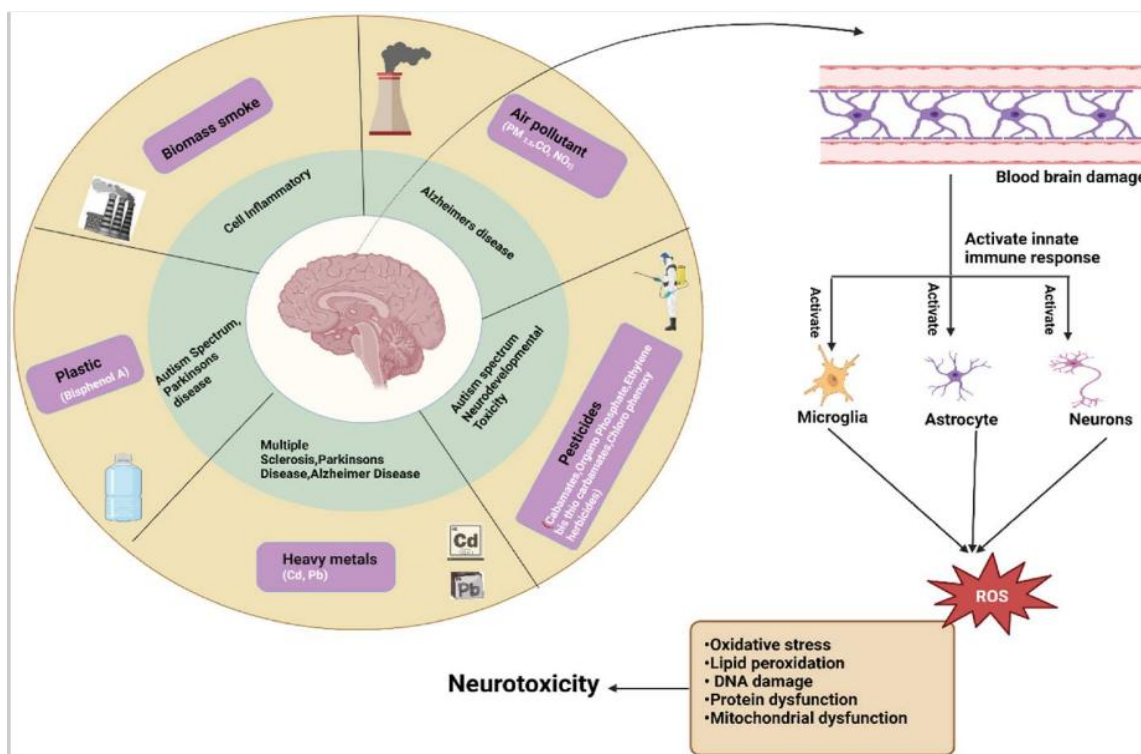 Biomass smoke
Air pollutant
(PM 2.5,CO, NO2)
Cell Inflammatory
Alzheimers disease
Plastic
(Bisphenol A)
Autism Spectrum,
Parkinsons
disease
Autism spectrum
Neurodevelopmental
Toxicity
Pesticides
(Cabamates,Organo Phosphate,Ethylene
bis thio carbamates,Chloro phenoxy
herbicides)
Multiple
Sclerosis,Parkinsons
Disease,Alzheimer Disease
Heavy metals
(Cd, Pb)
Cd
Pb
Blood brain damage
Activate innate
immune response
Activate
Activate
Activate
Microglia
Astrocyte
Neurons
ROS
•Oxidative stress
•Lipid peroxidation
• DNA damage
•Protein dysfunction
•Mitochondrial dysfunction
Neurotoxicity